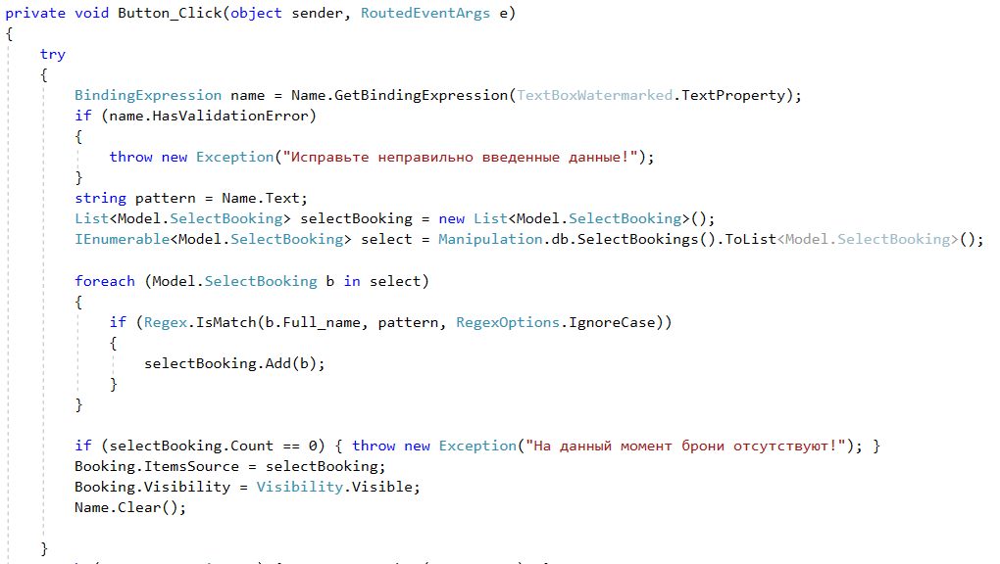 private void Button_Click(object sender, RoutedEventArgs e)
{
try
{
BindingExpression name = Name.GetBindingExpression(TextBoxWatermarked.TextProperty);
if (name.HasValidationError)
{
throw new Exception("Исправьте неправильно введенные данные!");
}
string pattern = Name.Text;
List<Model.SelectBooking> selectBooking = new List<Model.SelectBooking>();
IEnumerable<Model.SelectBooking> select = Manipulation.db.SelectBookings().ToList<Model.SelectBooking>();
foreach (Model.SelectBooking b in select)
{
if (Regex.IsMatch(b.Full_name, pattern, RegexOptions.IgnoreCase))
{
selectBooking.Add(b);
}
}
if (selectBooking.Count == 0) { throw new Exception("На данный момент брони отсутствуют!"); }
Booking.ItemsSource = selectBooking;
Booking.Visibility = Visibility.Visible;
Name.Clear();
}